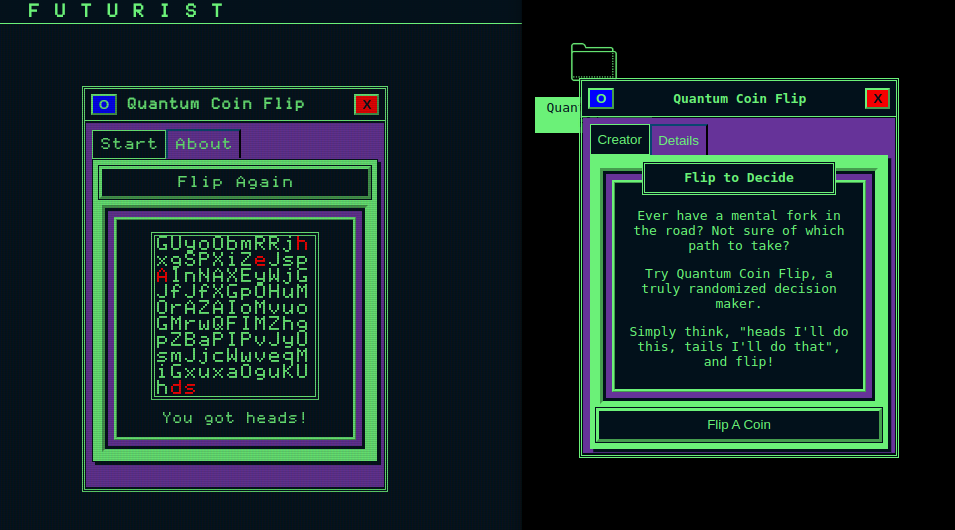 FUTURIST
O Quantum Coin Flip X
Start About
Flip Again
GUyoObmRRjh
xqSPXiZeJsp
AInNAXEyWjG
JfJfXGpOHuM
OrAZAIoMvuo
GMrwQFIMZhg
pZBaPIPvJyO
smJjcWwveqM
iGxuxaOguKU
hds
You got heads!
Quan
O Quantum Coin Flip X
Creator Details
Flip to Decide
Ever have a mental fork in
the road? Not sure of which
path to take?
Try Quantum Coin Flip, a
truly randomized decision
maker.
Simply think, "heads I'll do
this, tails I'll do that",
and flip!
Flip A Coin